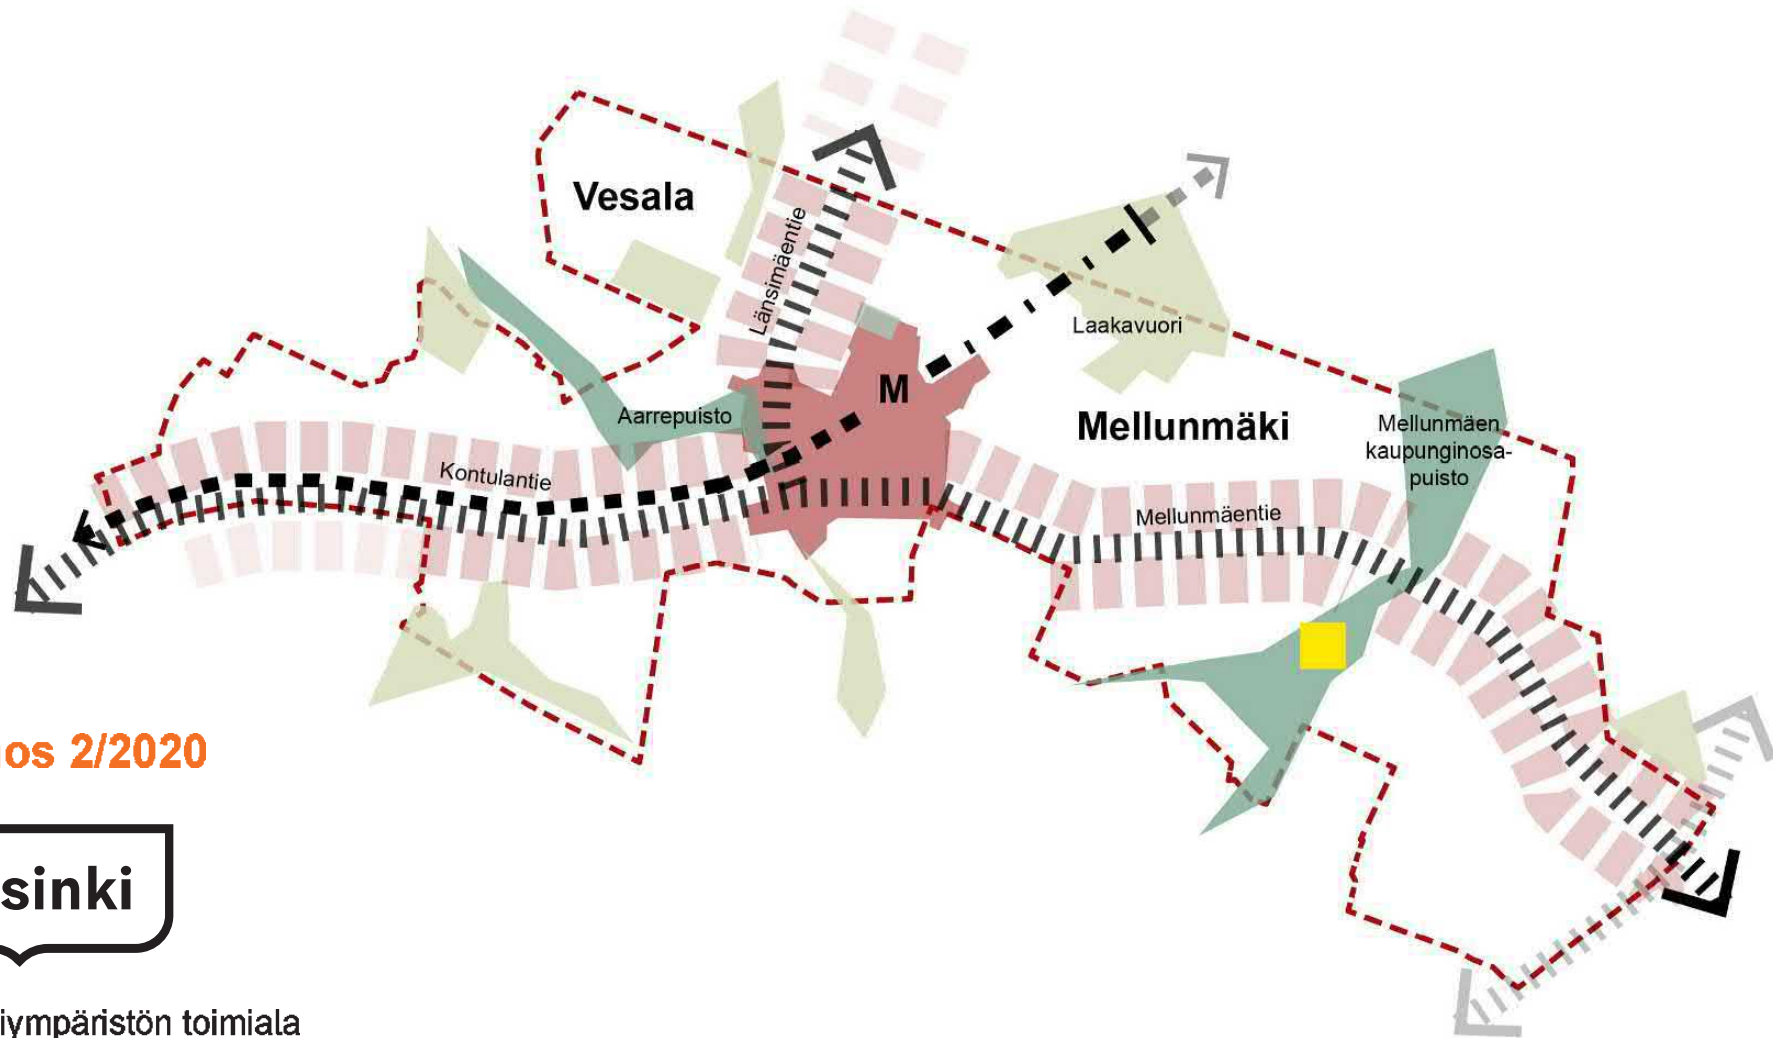 Vesala
Länsimäentie
Laakavuori
M
Aarrepuisto
Mellunmäki
Mellunmäen
kaupunginosa-
puisto
Kontulantie
Mellunmäentie
os 2/2020
sinki
iympäristön toimiala